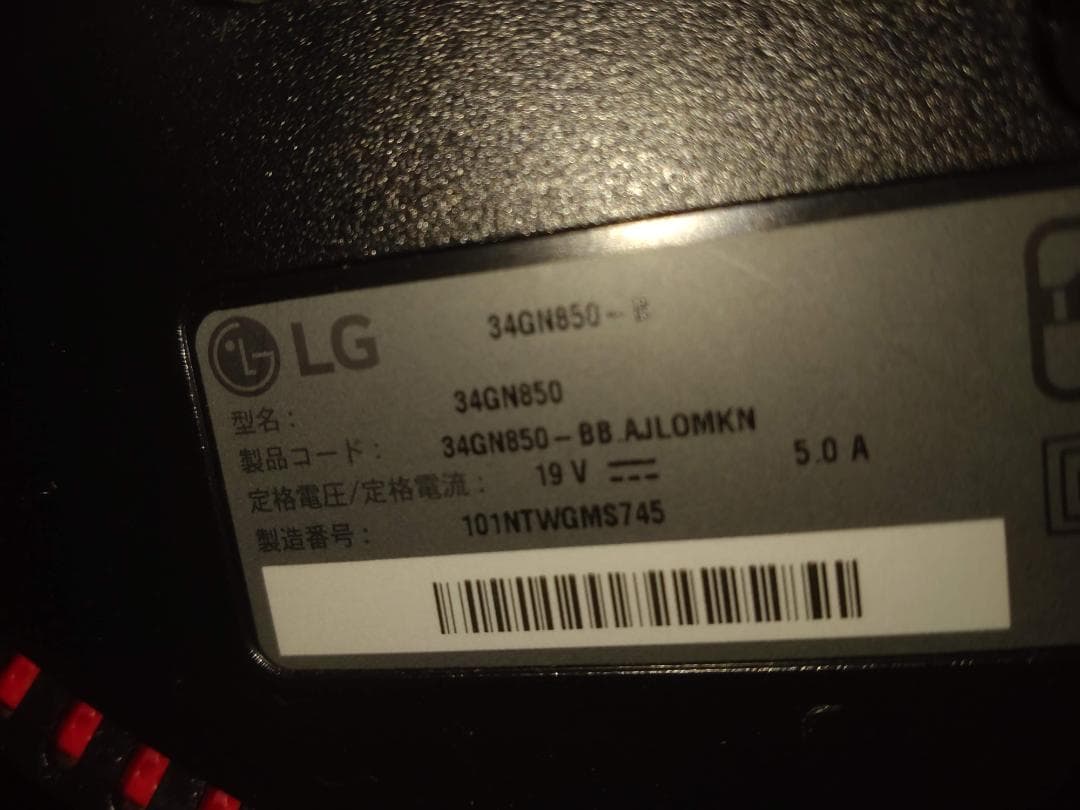 LG
34GN850-B
型名: 34GN850
製品コード: 34GN850-BB.AJLOMKN
定格電圧/定格電流: 19 V ⎓ 5.0 A
製造番号: 101NTWGMS745